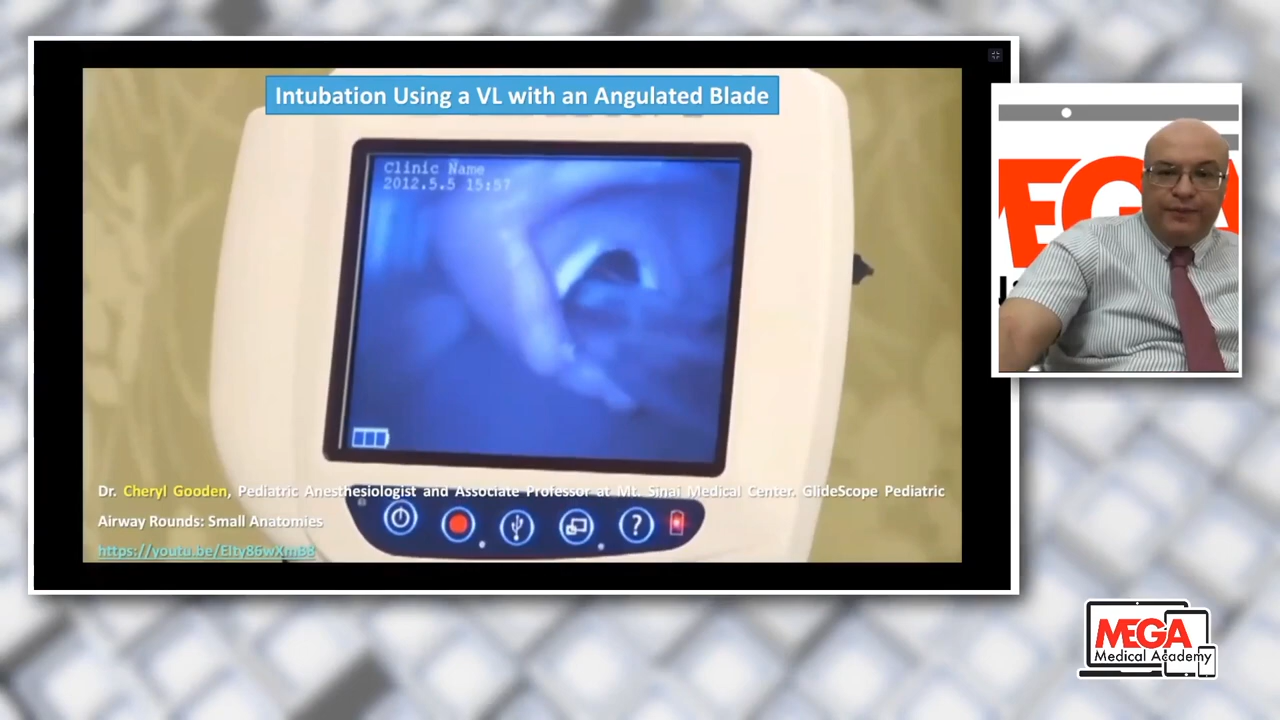 Intubation Using a VL with an Angulated Blade
Clinic Name
2012.5.5 15:57
Dr. Cheryl Gooden, Pediatric Anesthesiologist and Associate Professor at Mt. Sinai Medical Center. GlideScope Pediatric
Airway Rounds: Small Anatomies
?
MEGA
Medical Academy